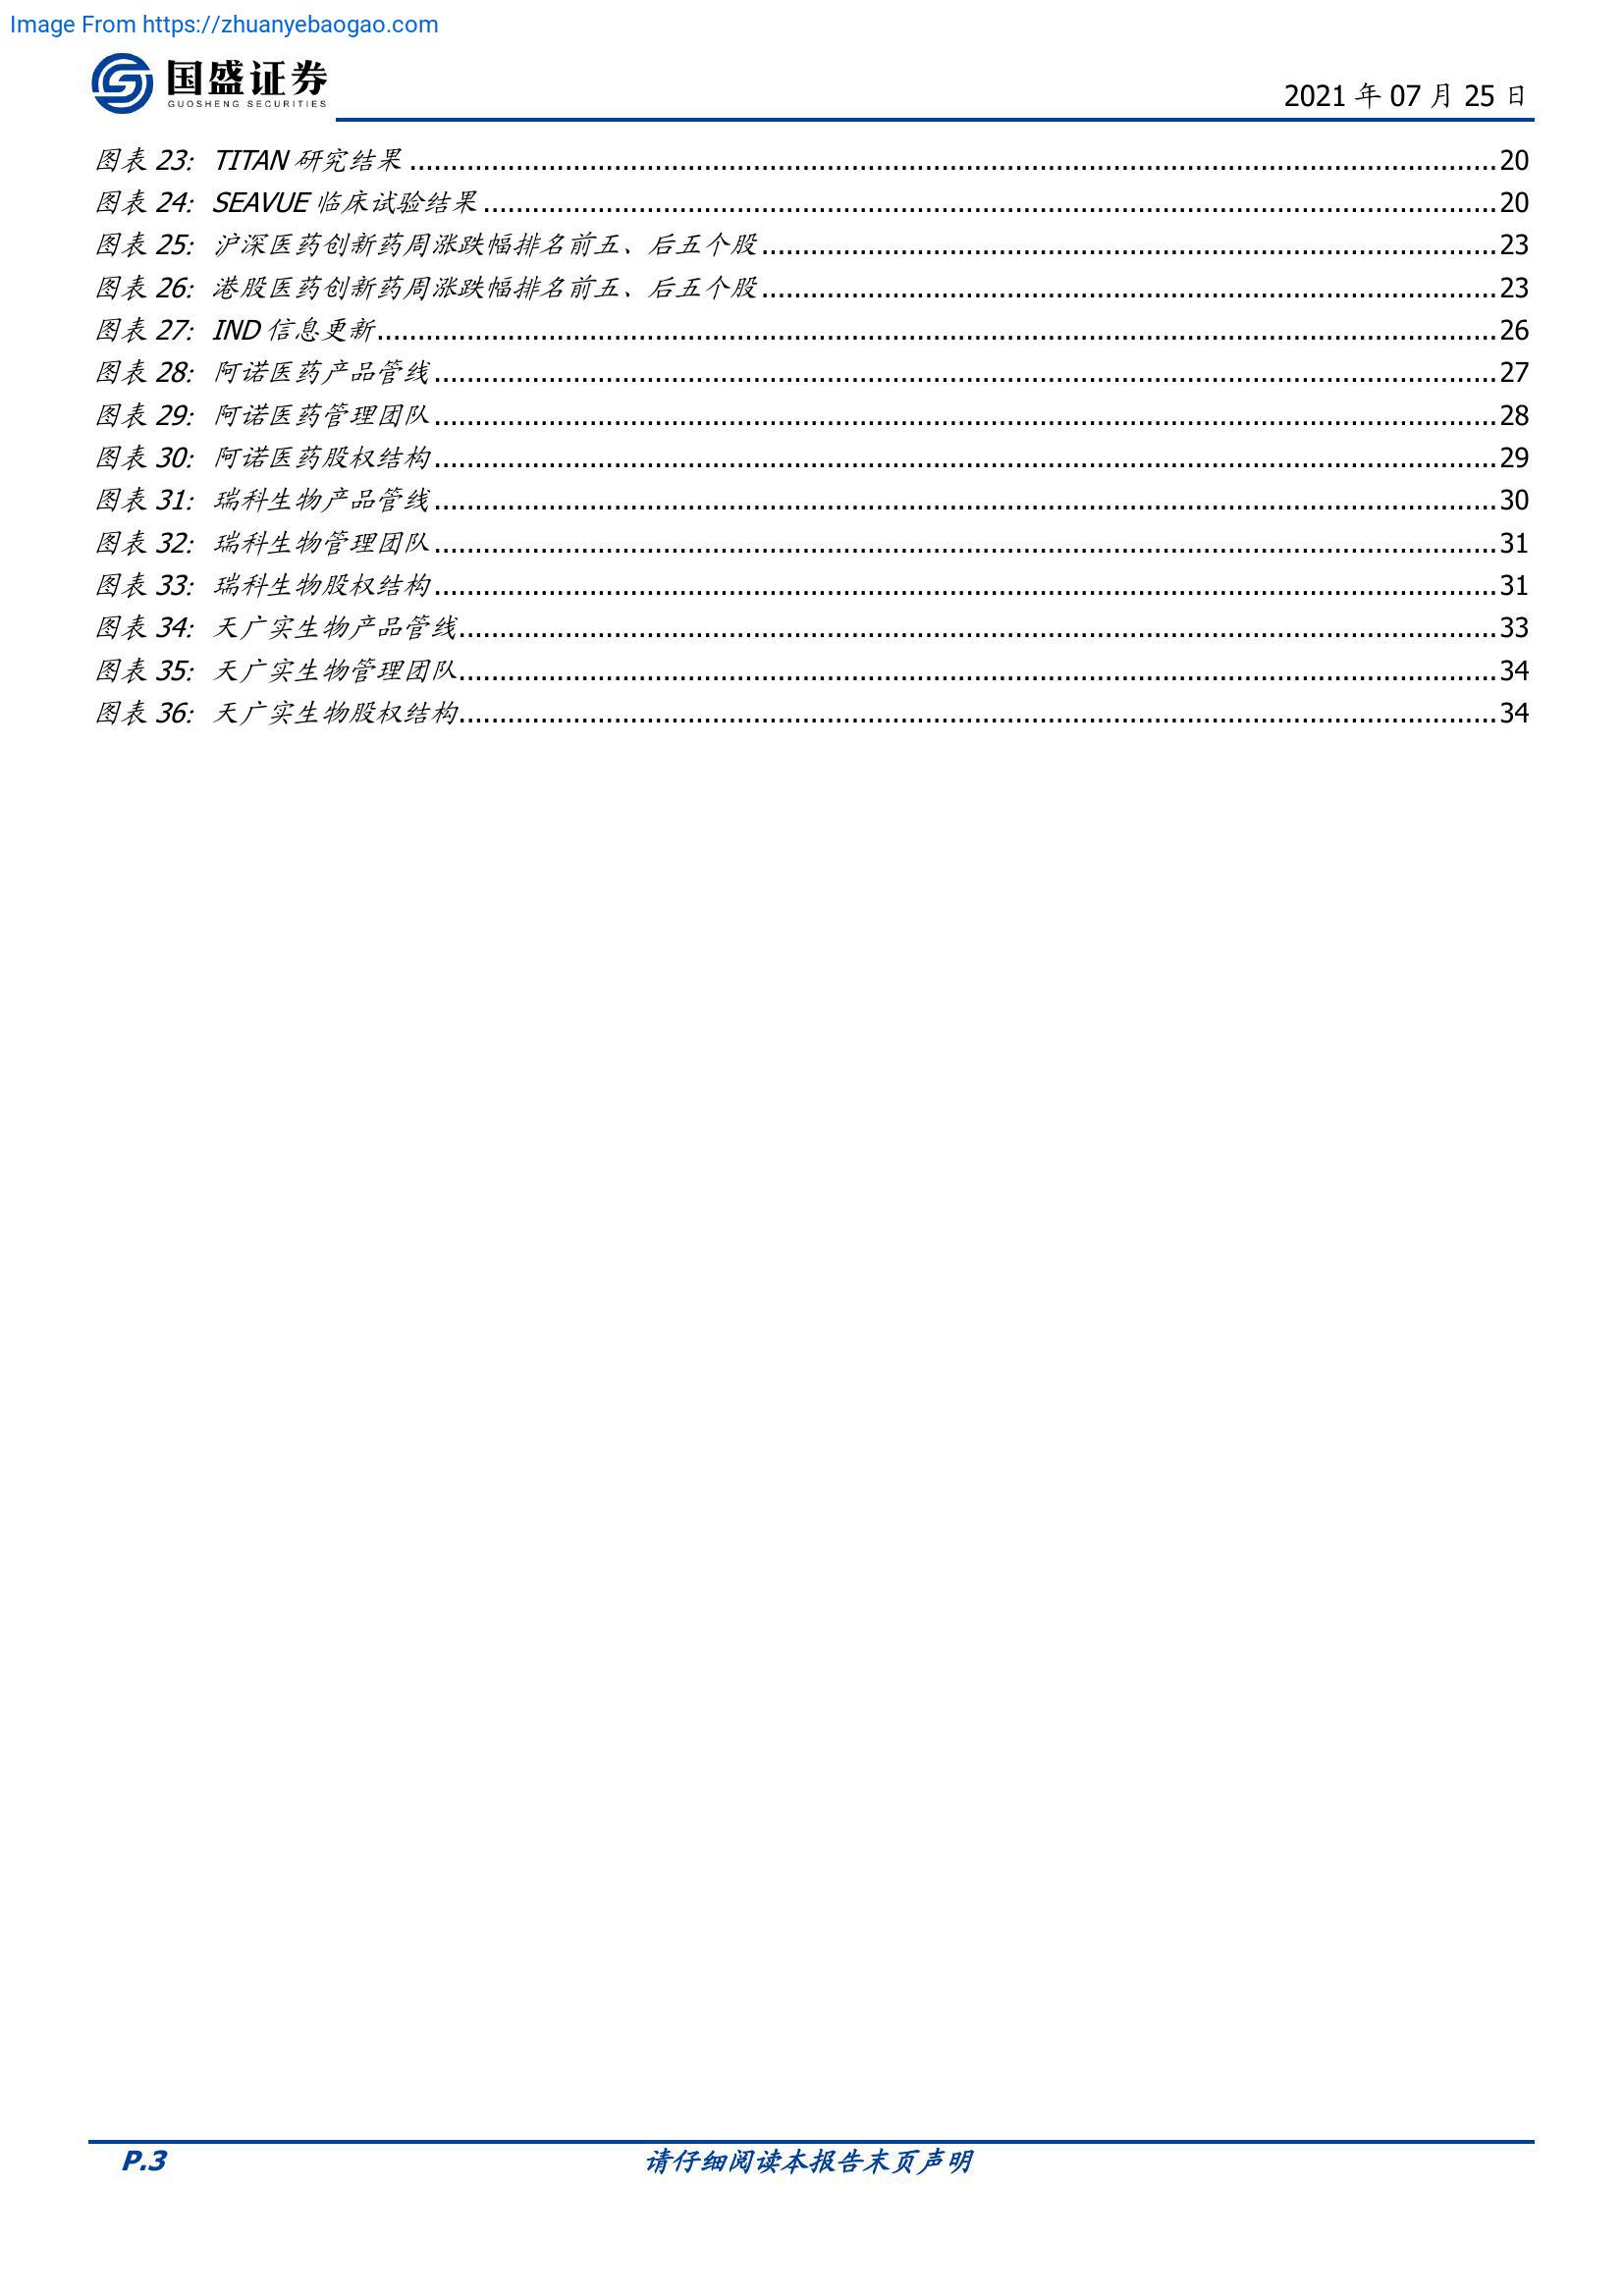 Image From https://zhuanyebaogao.com
国盛证券
GUOSHENG SECURITIES
2021 年 07 月 25 日
图表 23: TITAN 研究结果 ........ 20
图表 24: SEAVUE 临床试验结果 ........ 20
图表 25: 沪深医药创新药周涨跌幅排名前五、后五个股 ........ 23
图表 26: 港股医药创新药周涨跌幅排名前五、后五个股 ........ 23
图表 27: IND 信息更新 ........ 26
图表 28: 阿诺医药产品管线 ........ 27
图表 29: 阿诺医药管理团队 ........ 28
图表 30: 阿诺医药股权结构 ........ 29
图表 31: 瑞科生物产品管线 ........ 30
图表 32: 瑞科生物管理团队 ........ 31
图表 33: 瑞科生物股权结构 ........ 31
图表 34: 天广实生物产品管线 ........ 33
图表 35: 天广实生物管理团队 ........ 34
图表 36: 天广实生物股权结构 ........ 34
P.3
请仔细阅读本报告末页声明